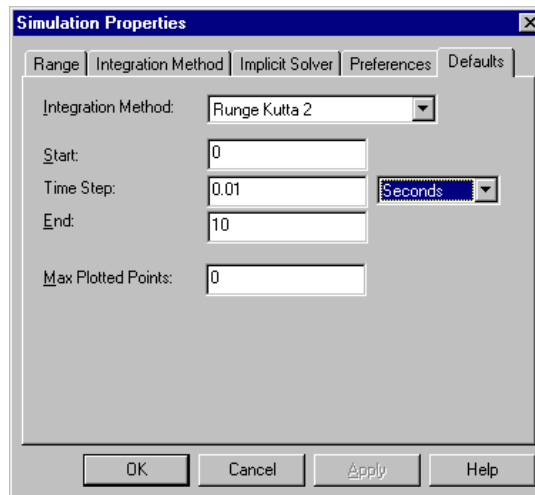 Simulation Properties
Range Integration Method Implicit Solver Preferences Defaults
Integration Method: Runge Kutta 2
Start: 0
Time Step: 0.01 Seconds
End: 10
Max Plotted Points: 0
OK Cancel Apply Help